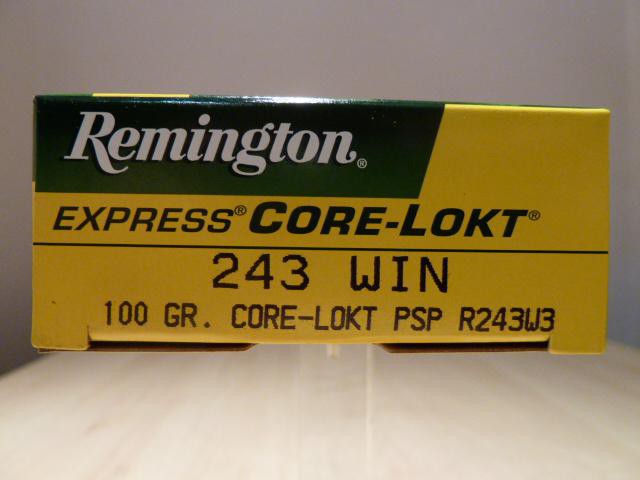 Remington®
EXPRESS® CORE-LOKT®
243 WIN
100 GR. CORE-LOKT PSP R243W3